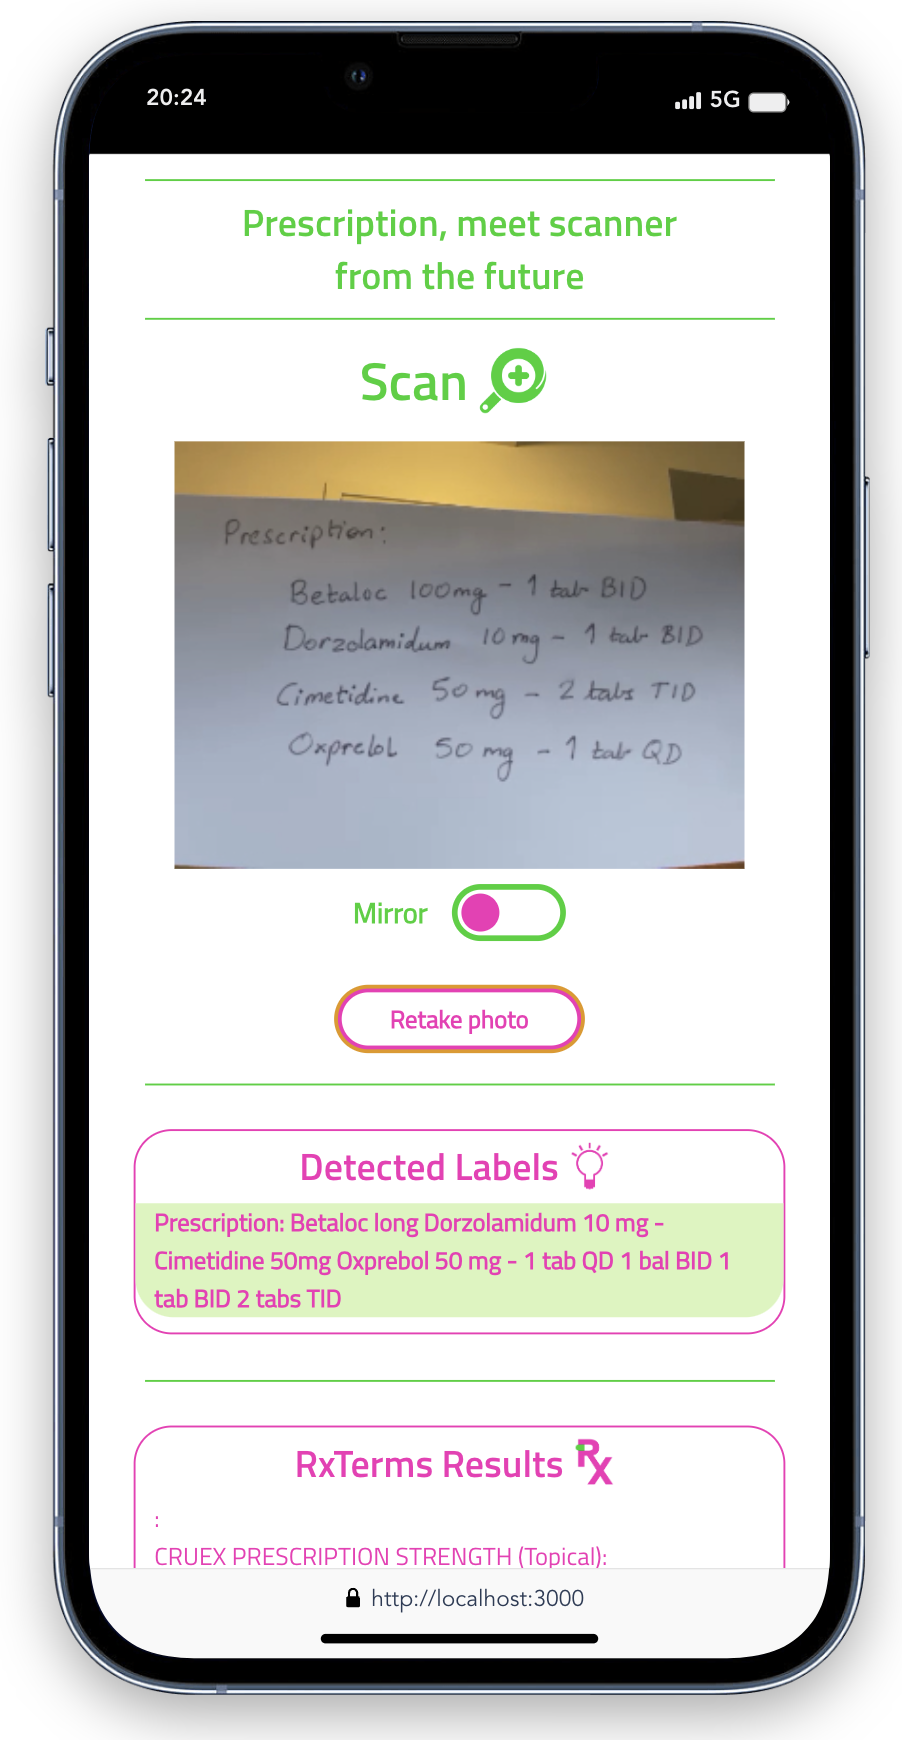 20:24
5G
Prescription, meet scanner
from the future
Scan
Prescription:
Betaloc 100mg - 1 tab BID
Dorzolamidum 10 mg - 1 tab BID
Cimetidine 50 mg - 2 tabs TID
Oxprelol 50 mg - 1 tab QD
Mirror
Retake photo
Detected Labels
Prescription: Betaloc long Dorzolamidum 10 mg -
Cimetidine 50mg Oxprebol 50 mg - 1 tab QD 1 bal BID 1
tab BID 2 tabs TID
RxTerms Results Rx
:
CRUEX PRESCRIPTION STRENGTH (Topical):
http://localhost:3000